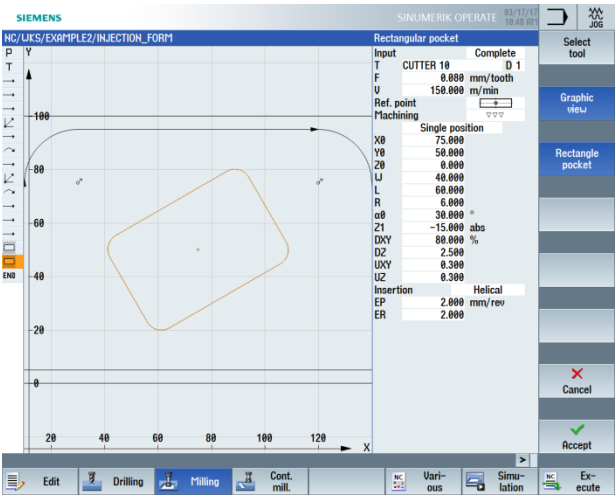 SIEMENS
SINUMERIK OPERATE 03/17/17
10:49 AM
JOG
NC/WKS/EXAMPLE2/INJECTION_FORM
Rectangular pocket
Select
tool
P Y
Input Complete
T
T CUTTER 10 D 1
F 0.080 mm/tooth
V 150.000 m/min
Ref. point
Machining ▽▽▽
Graphic
view
Single position
100
X0 75.000
Y0 50.000
Z0 0.000
W 40.000
L 60.000
R 6.000
α0 30.000 °
Z1 -15.000 abs
DXY 80.000 %
DZ 2.500
UXY 0.300
UZ 0.300
Rectangle
pocket
80
60
40
END
Insertion Helical
EP 2.000 mm/rev
ER 2.000
20
0
Cancel
20 40 60 80 100 120 X
Accept
>
Edit Drilling Milling Cont.
mill. NC Vari-
ous Simu-
lation NC Ex-
ecute